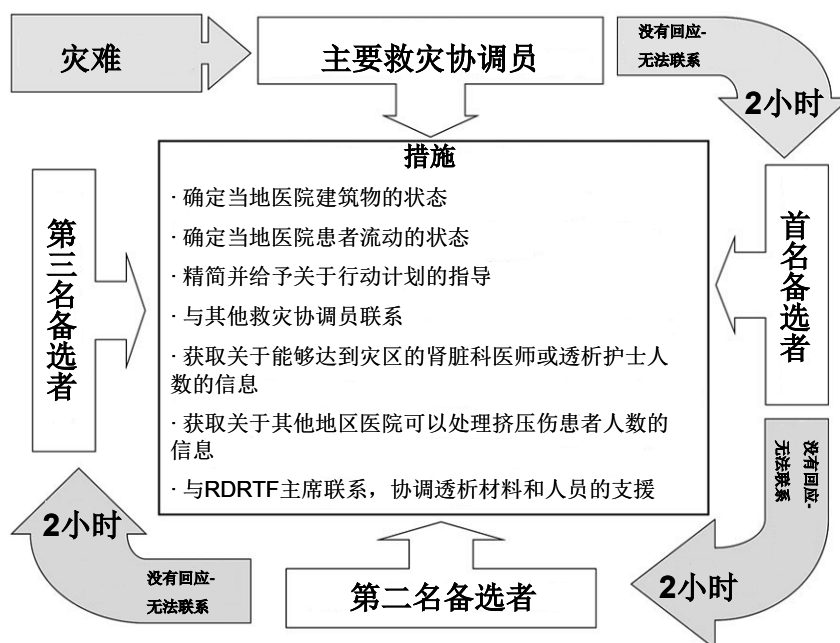 灾难
主要救灾协调员
没有回应-
无法联系
2小时
措施
· 确定当地医院建筑物的状态
· 确定当地医院患者流动的状态
· 精简并给予关于行动计划的指导
· 与其他救灾协调员联系
· 获取关于能够达到灾区的肾脏科医师或透析护士人
数的信息
· 获取关于其他地区医院可以处理挤压伤患者人数的
信息
· 与RDRTF主席联系，协调透析材料和人员的支援
首名备选者
没有回应-
无法联系
2小时
第二名备选者
没有回应-
无法联系
2小时
第三名备选者